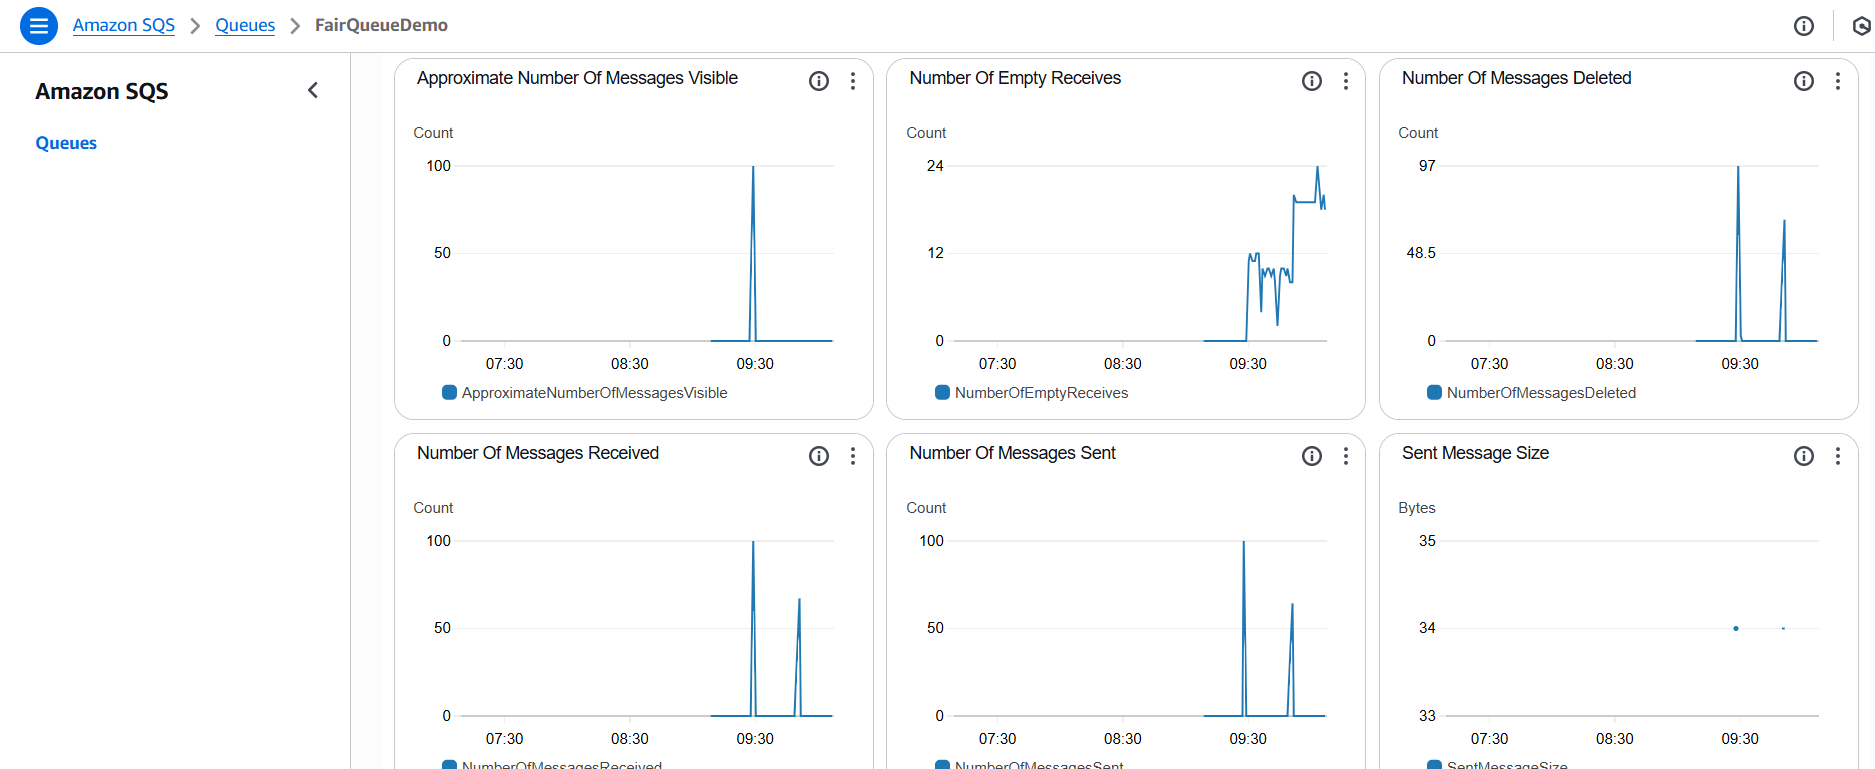 Amazon SQS > Queues > FairQueueDemo
Amazon SQS
Queues
Approximate Number Of Messages Visible
Count
100
50
0
07:30 08:30 09:30
ApproximateNumberOfMessagesVisible
Number Of Empty Receives
Count
24
12
0
07:30 08:30 09:30
NumberOfEmptyReceives
Number Of Messages Deleted
Count
97
48.5
0
07:30 08:30 09:30
NumberOfMessagesDeleted
Number Of Messages Received
Count
100
50
0
07:30 08:30 09:30
NumberOfMessagesReceived
Number Of Messages Sent
Count
100
50
0
07:30 08:30 09:30
NumberOfMessagesSent
Sent Message Size
Bytes
35
34
33
07:30 08:30 09:30
SentMessageSize